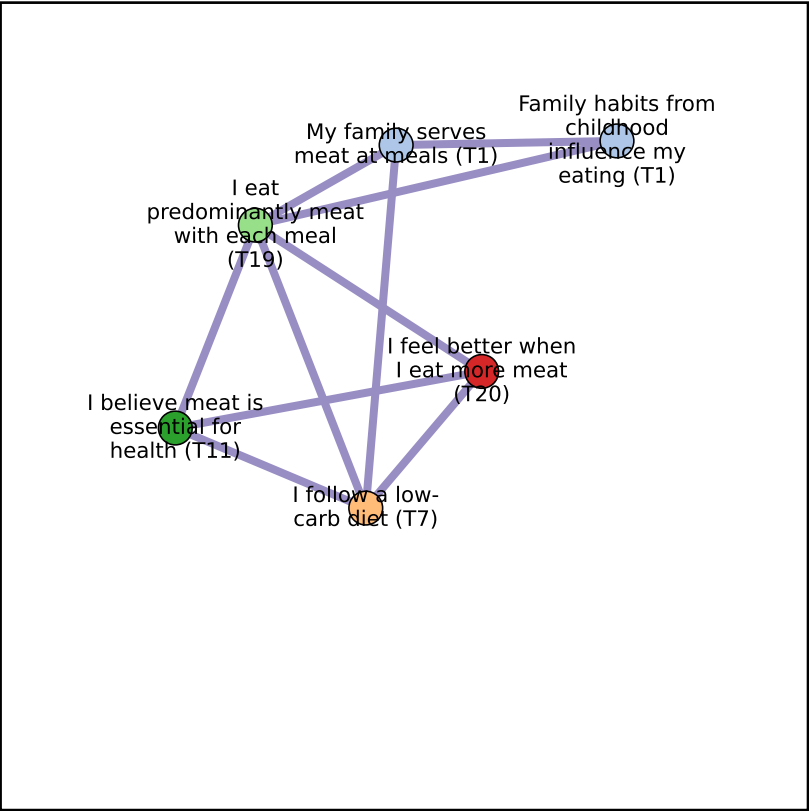 Family habits from
childhood
influence my
eating (T1)
My family serves
meat at meals (T1)
I eat
predominantly meat
with each meal
(T19)
I feel better when
I eat more meat
(T20)
I believe meat is
essential for
health (T11)
I follow a low-
carb diet (T7)